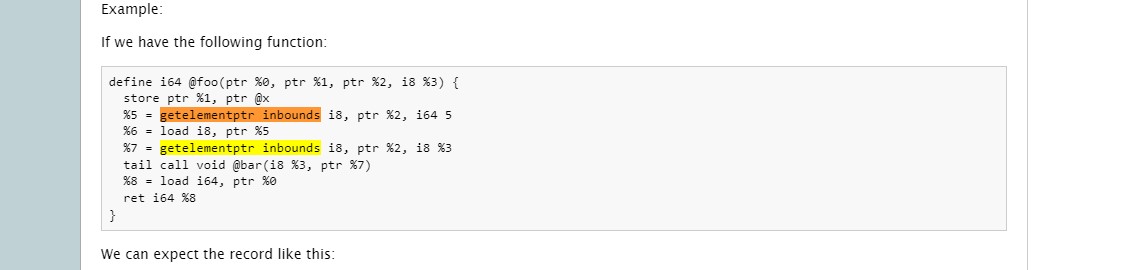 Example:
If we have the following function:
define i64 @foo(ptr %0, ptr %1, ptr %2, i8 %3) {
  store ptr %1, ptr @x
  %5 = getelementptr inbounds i8, ptr %2, i64 5
  %6 = load i8, ptr %5
  %7 = getelementptr inbounds i8, ptr %2, i8 %3
  tail call void @bar(i8 %3, ptr %7)
  %8 = load i64, ptr %0
  ret i64 %8
}
We can expect the record like this: